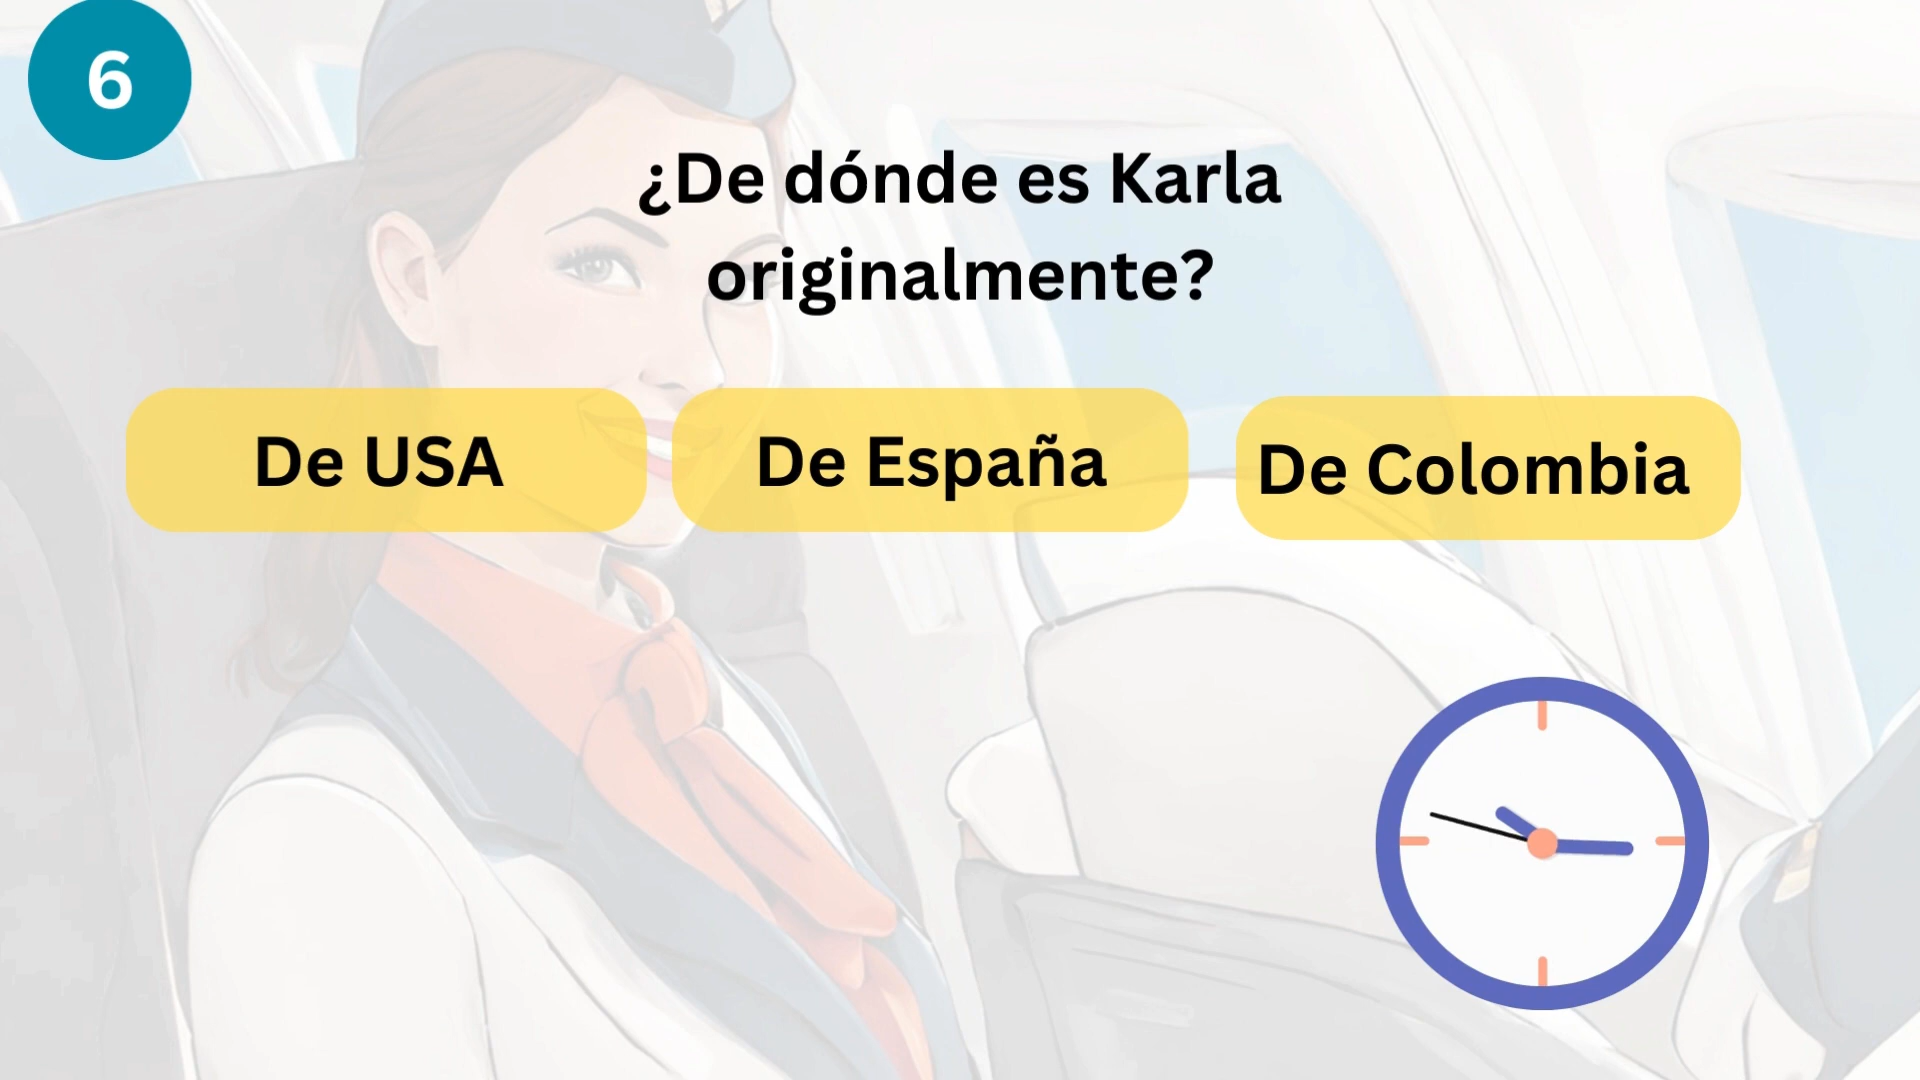 6
¿De dónde es Karla
originalmente?
De USA
De España
De Colombia